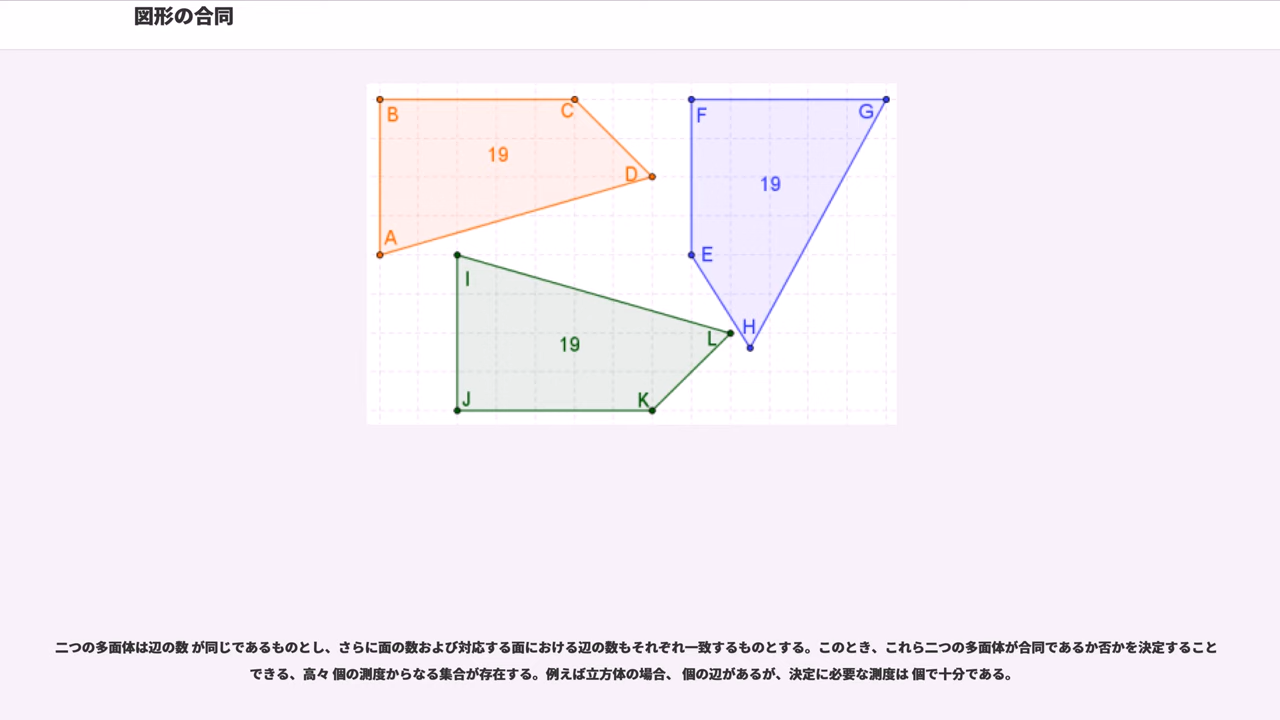 図形の合同
B
C
F
G
19
D
19
A
E
I
H
L
19
J
K
二つの多面体は辺の数 が同じであるものとし、さらに面の数および対応する面における辺の数もそれぞれ一致するものとする。このとき、これら二つの多面体が合同であるか否かを決定すること
できる、高々 個の測度からなる集合が存在する。例えば立方体の場合、 個の辺があるが、決定に必要な測度は 個で十分である。